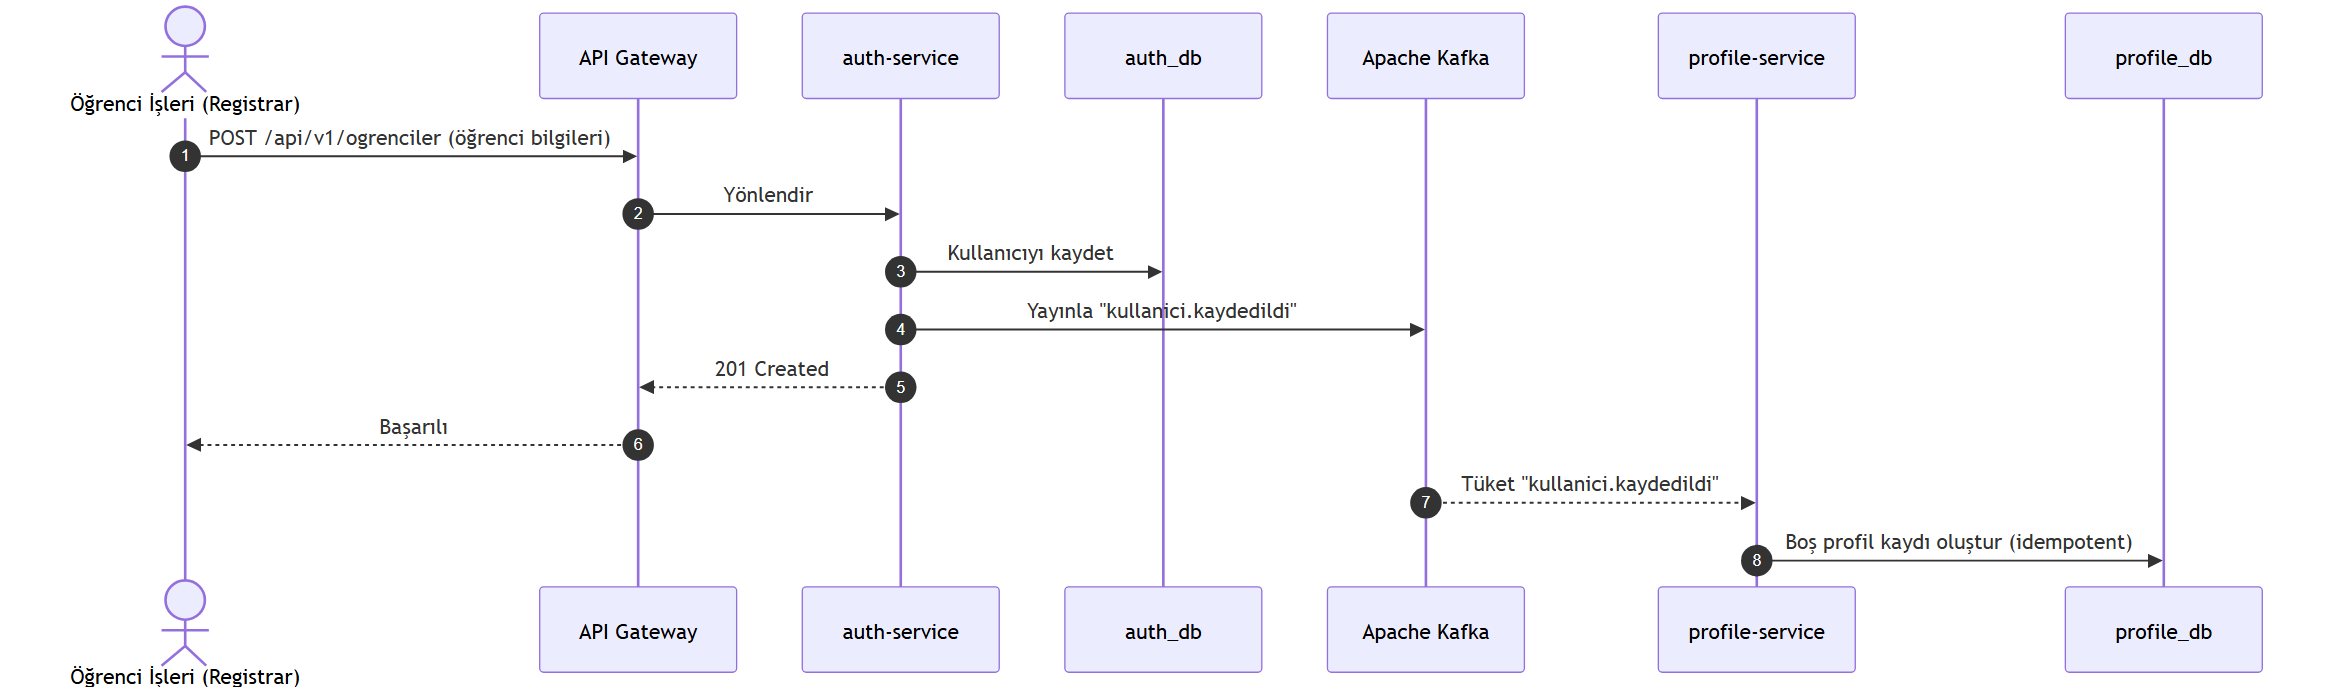 Öğrenci İşleri (Registrar)
API Gateway
auth-service
auth_db
Apache Kafka
profile-service
profile_db
POST /api/v1/ogrenciler (öğrenci bilgileri)
1
Yönlendir
2
Kullanıcıyı kaydet
3
Yayınla "kullanici.kaydedildi"
4
201 Created
5
Başarılı
6
Tüket "kullanici.kaydedildi"
7
Boş profil kaydı oluştur (idempotent)
8
Öğrenci İşleri (Registrar)
API Gateway
auth-service
auth_db
Apache Kafka
profile-service
profile_db